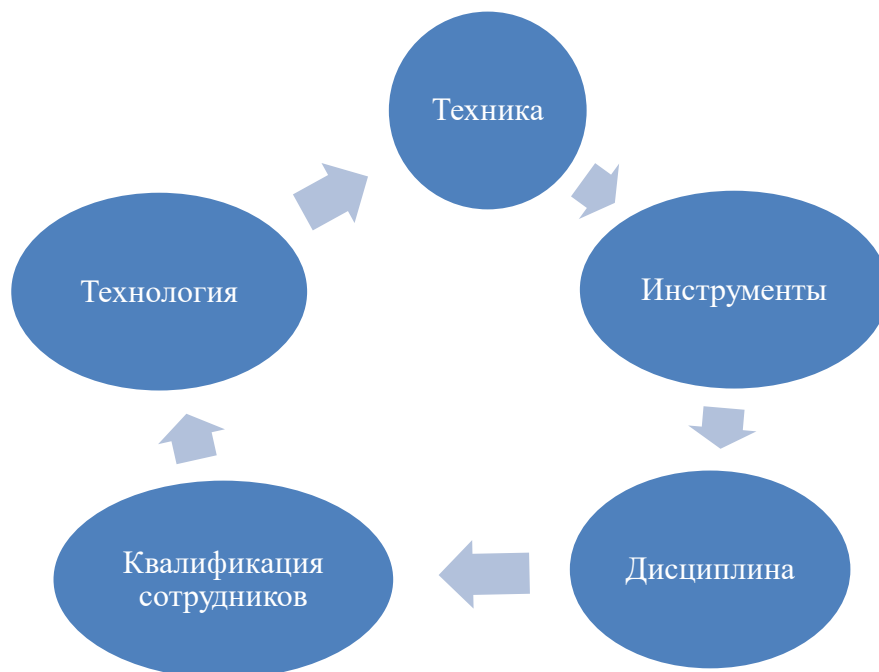 Техника
Инструменты
Дисциплина
Квалификация
сотрудников
Технология